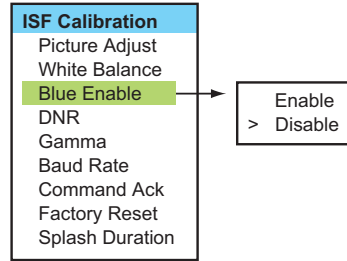 ISF Calibration
Picture Adjust
White Balance
Blue Enable
DNR
Gamma
Baud Rate
Command Ack
Factory Reset
Splash Duration
Enable
> Disable